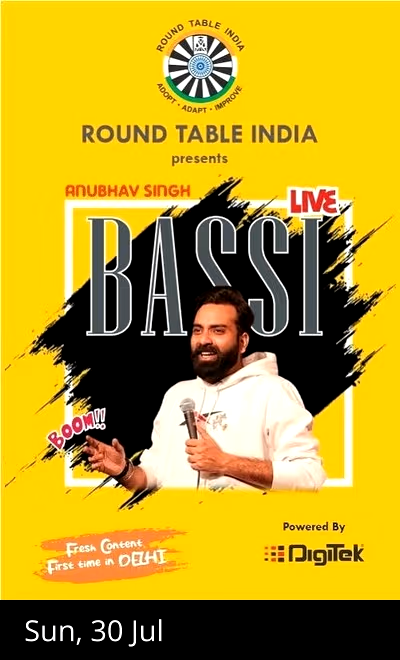 ROUND TABLE INDIA
ADOPT • ADAPT • IMPROVE
ROUND TABLE INDIA
presents
ANUBHAV SINGH
LIVE
BASSI
BOOM!!
Fresh Content
First time in DELHI
Powered By
DIGITEK
Sun, 30 Jul